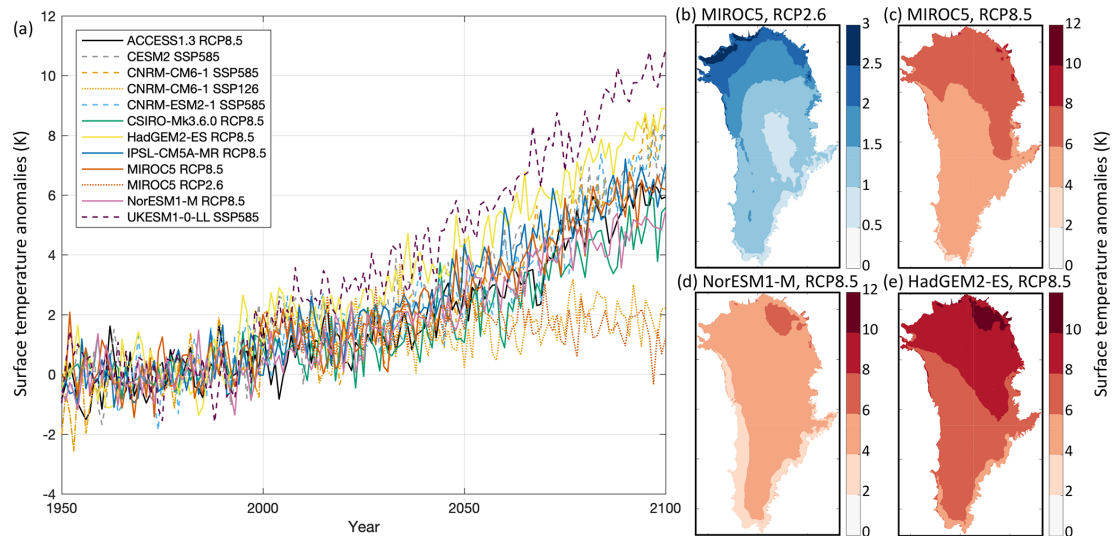 (a)
Surface temperature anomalies (K)
12
10
8
6
4
2
0
-2
-4
1950
2000
2050
2100
Year
ACCESS1.3 RCP8.5
CESM2 SSP585
CNRM-CM6-1 SSP585
CNRM-CM6-1 SSP126
CNRM-ESM2-1 SSP585
CSIRO-Mk3.6.0 RCP8.5
HadGEM2-ES RCP8.5
IPSL-CM5A-MR RCP8.5
MIROC5 RCP8.5
MIROC5 RCP2.6
NorESM1-M RCP8.5
UKESM1-0-LL SSP585
(b) MIROC5, RCP2.6
3
2.5
2
1.5
1
0.5
0
(c) MIROC5, RCP8.5
12
10
8
6
4
2
0
(d) NorESM1-M, RCP8.5
12
10
8
6
4
2
0
(e) HadGEM2-ES, RCP8.5
10
8
6
4
2
0
Surface temperature anomalies (K)